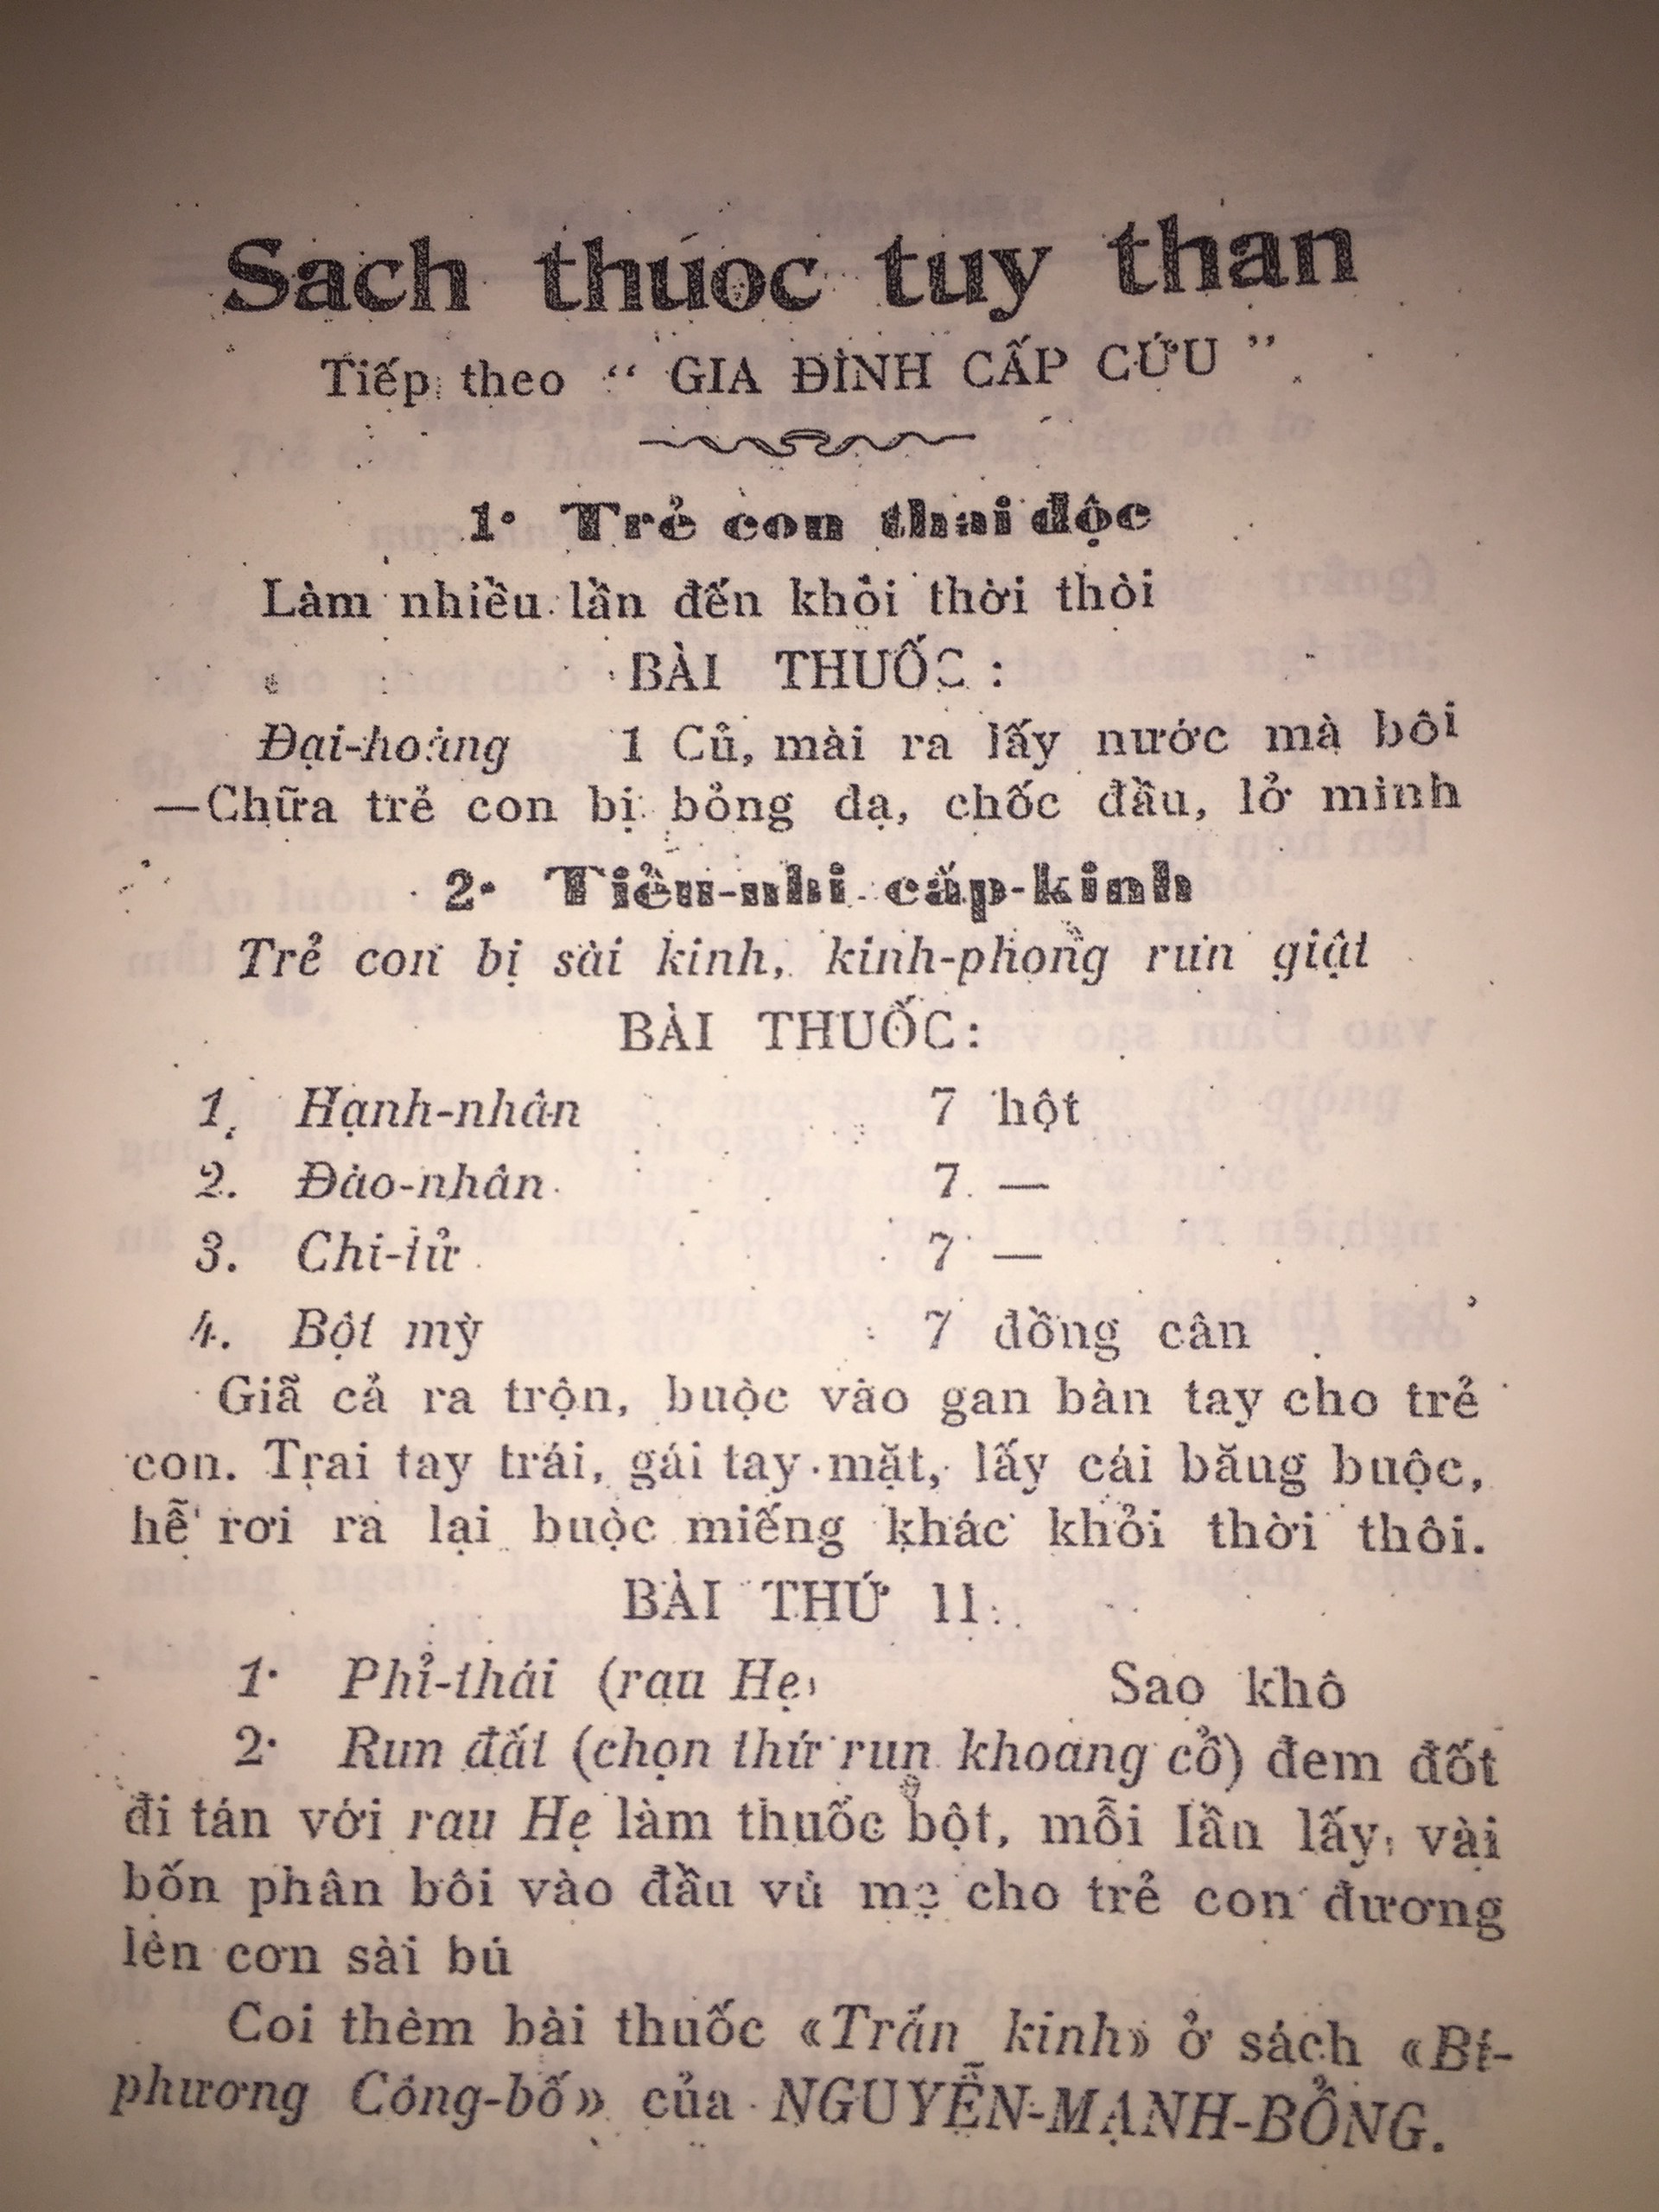 Sach thuoc tuy than
Tiếp theo “ GIA ĐÌNH CẤP CỨU ”
1• Trẻ con thai độc
Làm nhiều lần đến khỏi thời thòi
BÀI THUỐC :
Đại-hoàng 1 Củ, mài ra lấy nước mà bôi
—Chữa trẻ con bị bỏng dạ, chốc đầu, lở mình
2• Tiểu-nhi cấp-kinh
Trẻ con bị sài kinh, kinh-phong run giật
BÀI THUỐC:
1. Hạnh-nhân 7 hột
2. Đào-nhân 7 —
3. Chi-tử 7 —
4. Bột mỳ 7 đồng cân
Giã cả ra trộn, buộc vào gan bàn tay cho trẻ
con. Trai tay trái, gái tay mặt, lấy cái băng buộc,
hễ rơi ra lại buộc miếng khác khỏi thời thôi.
BÀI THỨ 11
1• Phỉ-thái (rau Hẹ) Sao khô
2• Run đất (chọn thứ run khoang cổ) đem đốt
đi tán với rau Hẹ làm thuốc bột, mỗi lần lấy vài
bốn phân bôi vào đầu vú mẹ cho trẻ con đương
lên cơn sài bú
Coi thêm bài thuốc «Trấn kinh» ở sách «Bí-
phương Công-bố» của NGUYỄN-MẠNH-BỔNG.